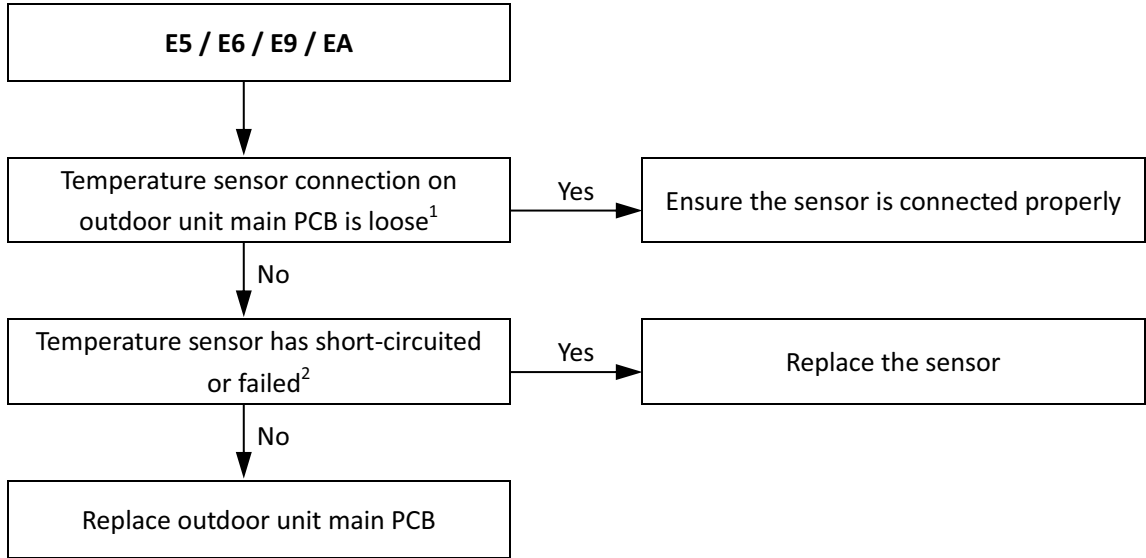 E5 / E6 / E9 / EA
Temperature sensor connection on
outdoor unit main PCB is loose¹
Yes
Ensure the sensor is connected properly
No
Temperature sensor has short-circuited
or failed²
Yes
Replace the sensor
No
Replace outdoor unit main PCB